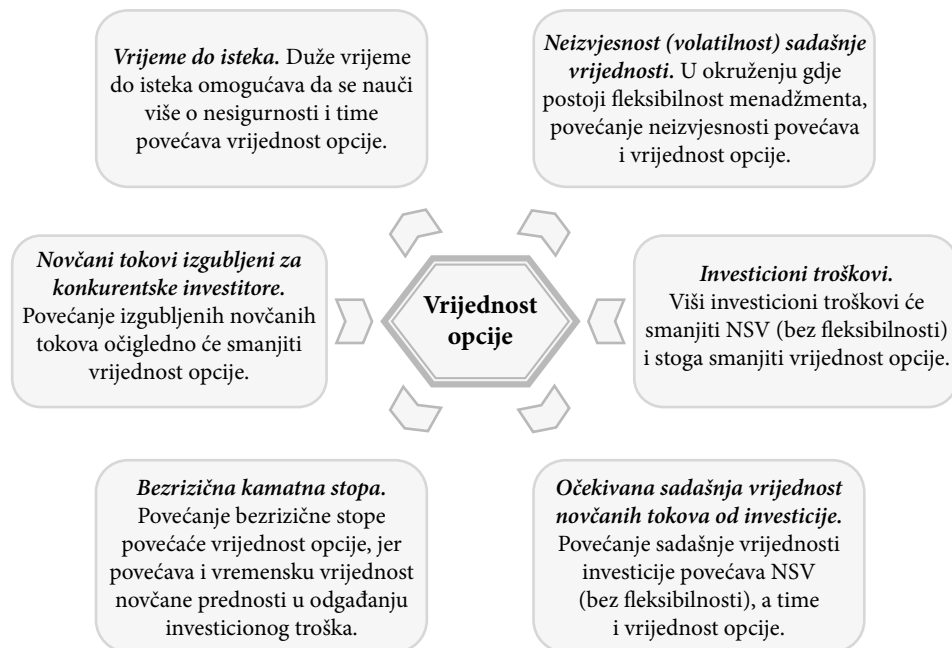 Vrijeme do isteka. Duže vrijeme
do isteka omogućava da se nauči
više o nesigurnosti i time
povećava vrijednost opcije.
Neizvjesnost (volatilnost) sadašnje
vrijednosti. U okruženju gdje
postoji fleksibilnost menadžmenta,
povećanje neizvjesnosti povećava
i vrijednost opcije.
Novčani tokovi izgubljeni za
konkurentske investitore.
Povećanje izgubljenih novčanih
tokova očigledno će smanjiti
vrijednost opcije.
Vrijednost
opcije
Investicioni troškovi.
Viši investicioni troškovi će
smanjiti NSV (bez fleksibilnosti)
i stoga smanjiti vrijednost opcije.
Bezrizična kamatna stopa.
Povećanje bezrizične stope
povećaće vrijednost opcije, jer
povećava i vremensku vrijednost
novčane prednosti u odgađanju
investicionog troška.
Očekivana sadašnja vrijednost
novčanih tokova od investicije.
Povećanje sadašnje vrijednosti
investicije povećava NSV
(bez fleksibilnosti), a time
i vrijednost opcije.